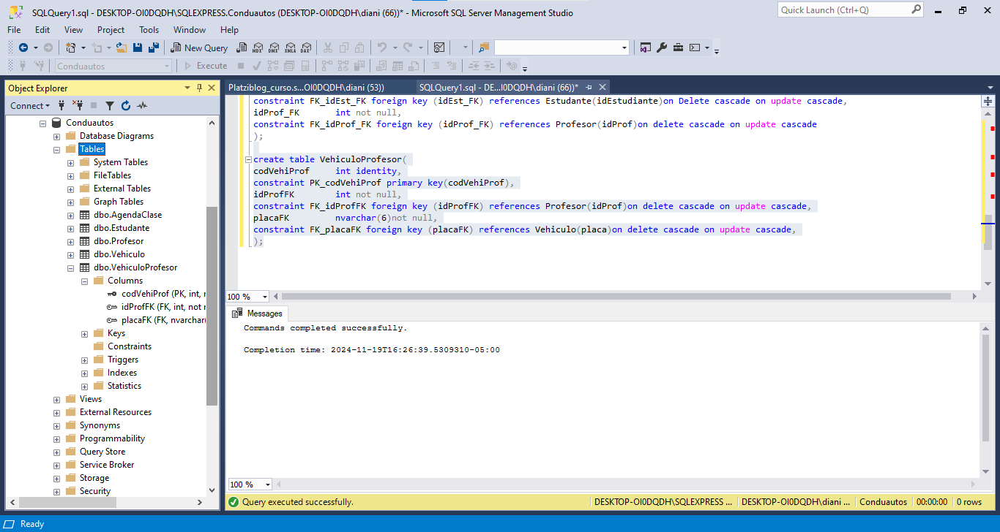 SQLQuery1.sql - DESKTOP-OI0DQDH\SQLEXPRESS.Conduautos (DESKTOP-OI0DQDH\diani (66))* - Microsoft SQL Server Management Studio
Quick Launch (Ctrl+Q)
File Edit View Project Tools Window Help
New Query MDX DMX XMLA DAX
Conduautos Execute
Object Explorer
Platziblog_curso.s...OI0DQDH\diani (53)) SQLQuery1.sql - DE...I0DQDH\diani (66))*
Connect
Conduautos
Database Diagrams
Tables
System Tables
FileTables
External Tables
Graph Tables
dbo.AgendaClase
dbo.Estudante
dbo.Profesor
dbo.Vehiculo
dbo.VehiculoProfesor
Columns
codVehiProf (PK, int, r
idProfFK (FK, int, not r
placaFK (FK, nvarchar(
Keys
Constraints
Triggers
Indexes
Statistics
Views
External Resources
Synonyms
Programmability
Query Store
Service Broker
Storage
Security
constraint FK_idEst_FK foreign key (idEst_FK) references Estudante(idEstudiante)on Delete cascade on update cascade,
idProf_FK int not null,
constraint FK_idProf_FK foreign key (idProf_FK) references Profesor(idProf)on delete cascade on update cascade
);
create table VehiculoProfesor(
codVehiProf int identity,
constraint PK_codVehiProf primary key(codVehiProf),
idProfFK int not null,
constraint FK_idProfFK foreign key (idProfFK) references Profesor(idProf)on delete cascade on update cascade,
placaFK nvarchar(6)not null,
constraint FK_placaFK foreign key (placaFK) references Vehiculo(placa)on delete cascade on update cascade,
);
100 %
Messages
Commands completed successfully.
Completion time: 2024-11-19T16:26:39.5309310-05:00
100 %
Query executed successfully. DESKTOP-OI0DQDH\SQLEXPRESS ... DESKTOP-OI0DQDH\diani ... Conduautos 00:00:00 0 rows
Ready